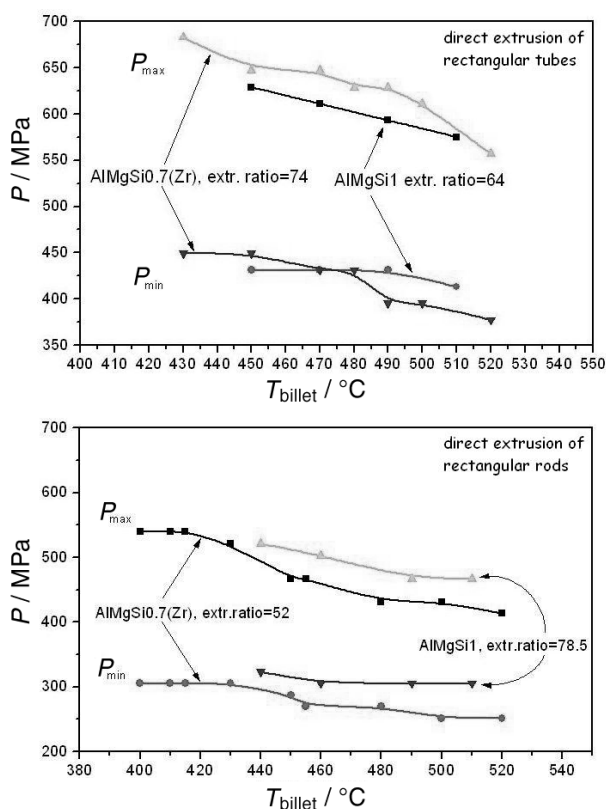 700
650
600
550
500
450
400
350
P / MPa
direct extrusion of
rectangular tubes
Pmax
AlMgSi0.7(Zr), extr. ratio=74
AlMgSi1 extr. ratio=64
Pmin
400 410 420 430 440 450 460 470 480 490 500 510 520 530 540 550
Tbillet / °C
700
600
500
400
300
200
P / MPa
direct extrusion of
rectangular rods
Pmax
AlMgSi0.7(Zr), extr.ratio=52
AlMgSi1, extr.ratio=78.5
Pmin
380 400 420 440 460 480 500 520 540
Tbillet / °C